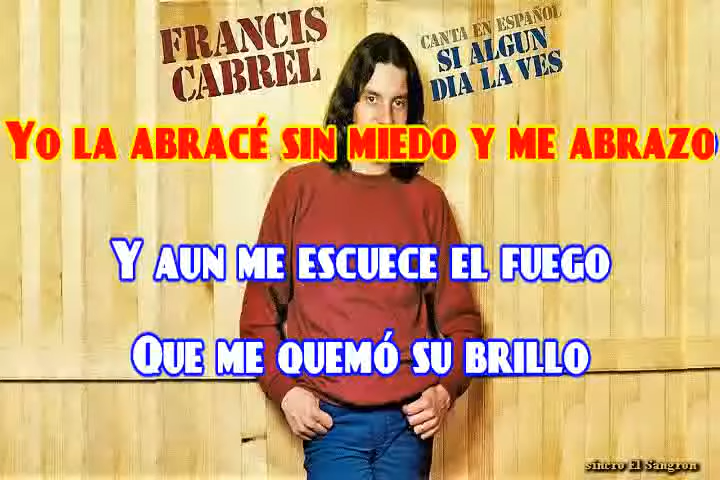 FRANCIS
CABREL
CANTA EN ESPAÑOL
SI ALGUN
DIA LA VES
YO LA ABRACÉ SIN MIEDO Y ME ABRAZO
Y AUN ME ESCUECE EL FUEGO
QUE ME QUEMÓ SU BRILLO
sincro El Sangron